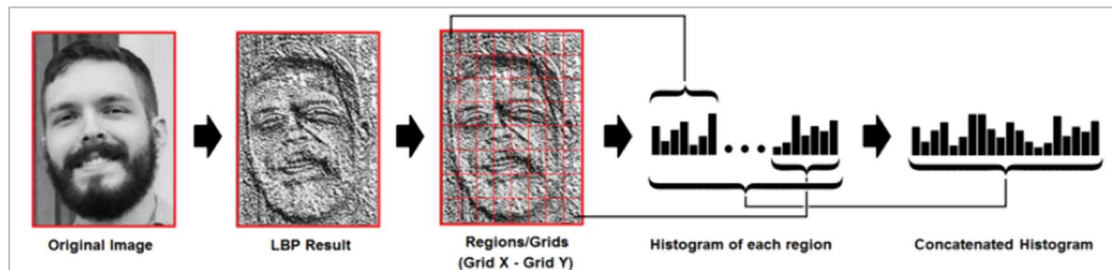 Original Image
LBP Result
Regions/Grids
(Grid X - Grid Y)
Histogram of each region
Concatenated Histogram